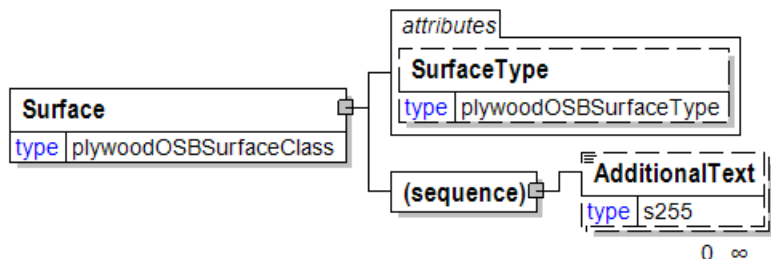 attributes
SurfaceType
type plywoodOSBSurfaceType
Surface
type plywoodOSBSurfaceClass
(sequence)
AdditionalText
type s255
0 ∞